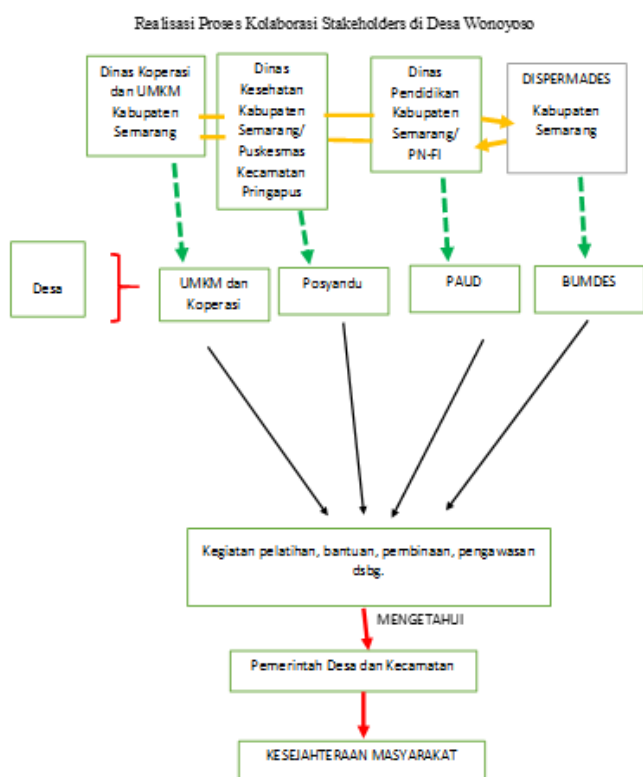 Realisasi Proses Kolaborasi Stakeholders di Desa Wonoyoso
Dinas Koperasi
dan UMKM
Kabupaten
Semarang
Dinas
Kesehatan
Kabupaten
Semarang/
Puskesmas
Kecamatan
Pringapus
Dinas
Pendidikan
Kabupaten
Semarang/
PN-FI
DISPERMADES
Kabupaten
Semarang
Desa
UMKM dan
Koperasi
Posyandu
PAUD
BUMDES
Kegiatan pelatihan, bantuan, pembinaan, pengawasan
dsbg.
MENGETAHUI
Pemerintah Desa dan Kecamatan
KESEJAHTERAAN MASYARAKAT